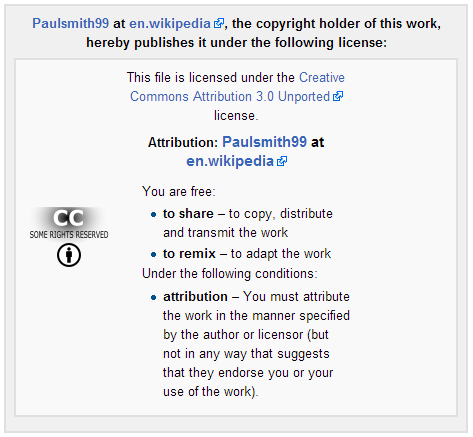 Paulsmith99 at en.wikipedia, the copyright holder of this work,
hereby publishes it under the following license:
This file is licensed under the Creative
Commons Attribution 3.0 Unported
license.
Attribution: Paulsmith99 at
en.wikipedia
cc
SOME RIGHTS RESERVED
You are free:
• to share – to copy, distribute
and transmit the work
• to remix – to adapt the work
Under the following conditions:
• attribution – You must attribute
the work in the manner specified
by the author or licensor (but
not in any way that suggests
that they endorse you or your
use of the work).